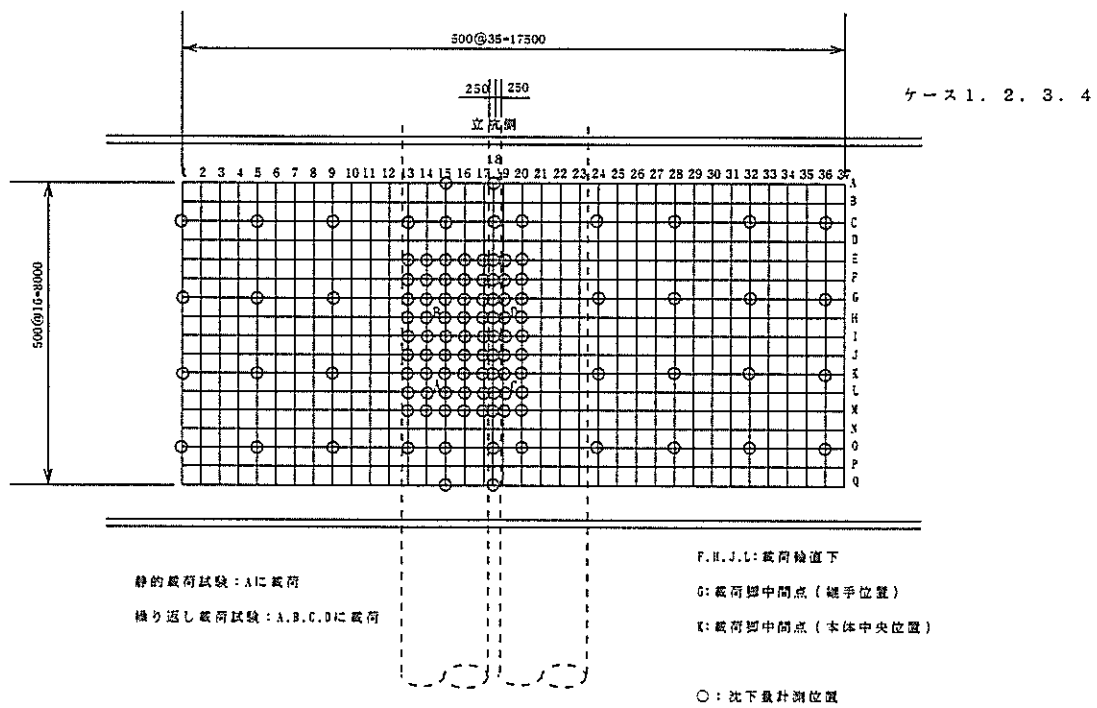 500@35=17500
250 250
ケース1．2．3．4
立坑側
18
1 2 3 4 5 6 7 8 9 10 11 12 13 14 15 16 17 19 20 21 22 23 24 25 26 27 28 29 30 31 32 33 34 35 36 37
A
B
C
D
E
F
G
H
I
J
K
L
M
N
O
P
Q
500@16=8000
B D
A C
静的載荷試験：Aに載荷
繰り返し載荷試験：A.B.C.Dに載荷
F.H.J.L:載荷輪直下
G:載荷脚中間点（継手位置）
K:載荷脚中間点（本体中央位置）
○：沈下量計測位置